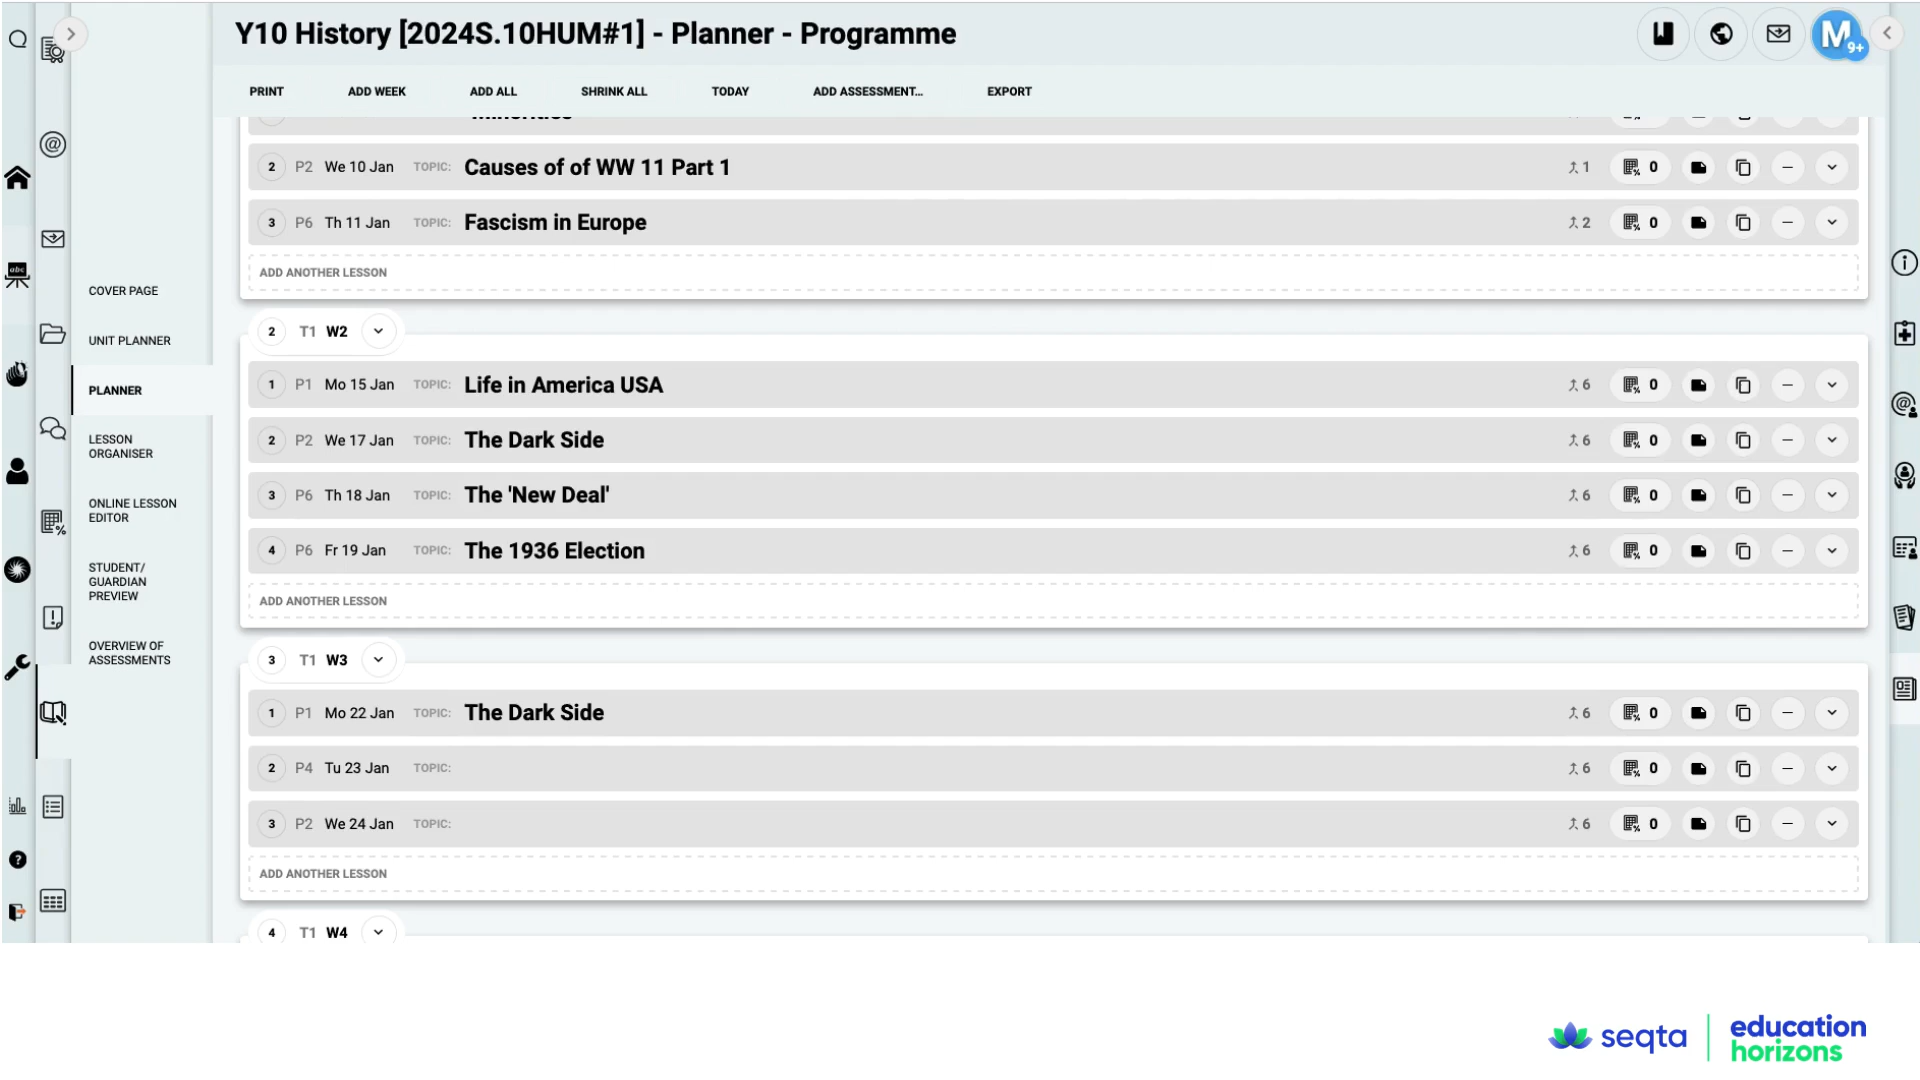 Y10 History [2024S.10HUM#1] - Planner - Programme
M 9+
PRINT ADD WEEK ADD ALL SHRINK ALL TODAY ADD ASSESSMENT... EXPORT
COVER PAGE
UNIT PLANNER
PLANNER
LESSON
ORGANISER
ONLINE LESSON
EDITOR
STUDENT/
GUARDIAN
PREVIEW
OVERVIEW OF
ASSESSMENTS
2 P2 We 10 Jan TOPIC: Causes of of WW 11 Part 1 1 0
3 P6 Th 11 Jan TOPIC: Fascism in Europe 2 0
ADD ANOTHER LESSON
2 T1 W2
1 P1 Mo 15 Jan TOPIC: Life in America USA 6 0
2 P2 We 17 Jan TOPIC: The Dark Side 6 0
3 P6 Th 18 Jan TOPIC: The 'New Deal' 6 0
4 P6 Fr 19 Jan TOPIC: The 1936 Election 6 0
ADD ANOTHER LESSON
3 T1 W3
1 P1 Mo 22 Jan TOPIC: The Dark Side 6 0
2 P4 Tu 23 Jan TOPIC: 6 0
3 P2 We 24 Jan TOPIC: 6 0
ADD ANOTHER LESSON
4 T1 W4
seqta
education
horizons